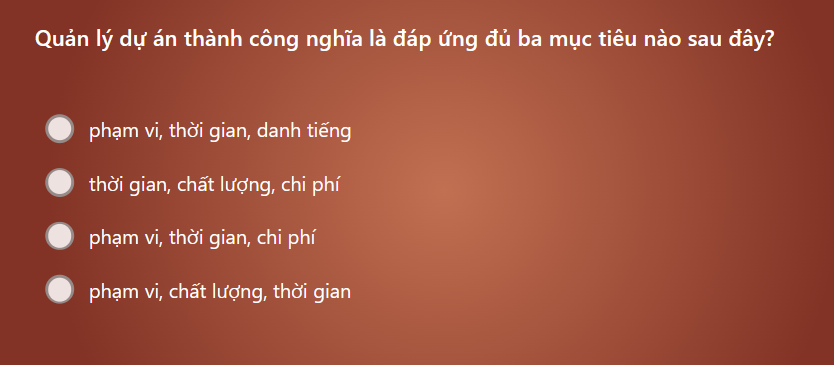 Quản lý dự án thành công nghĩa là đáp ứng đủ ba mục tiêu nào sau đây?
phạm vi, thời gian, danh tiếng
thời gian, chất lượng, chi phí
phạm vi, thời gian, chi phí
phạm vi, chất lượng, thời gian